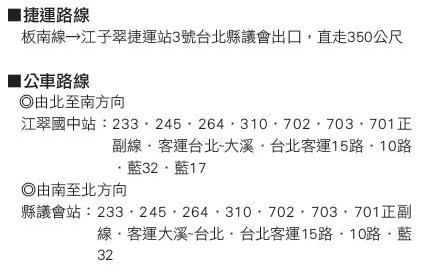 ■捷運路線
板南線→江子翠捷運站3號台北縣議會出口，直走350公尺
■公車路線
◎由北至南方向
江翠國中站：233．245．264．310．702．703．701正
副線．客運台北~大溪．台北客運15路．10路
．藍32．藍17
◎由南至北方向
縣議會站：233．245．264．310．702．703．701正副
線．客運大溪~台北．台北客運15路．10路．藍
32